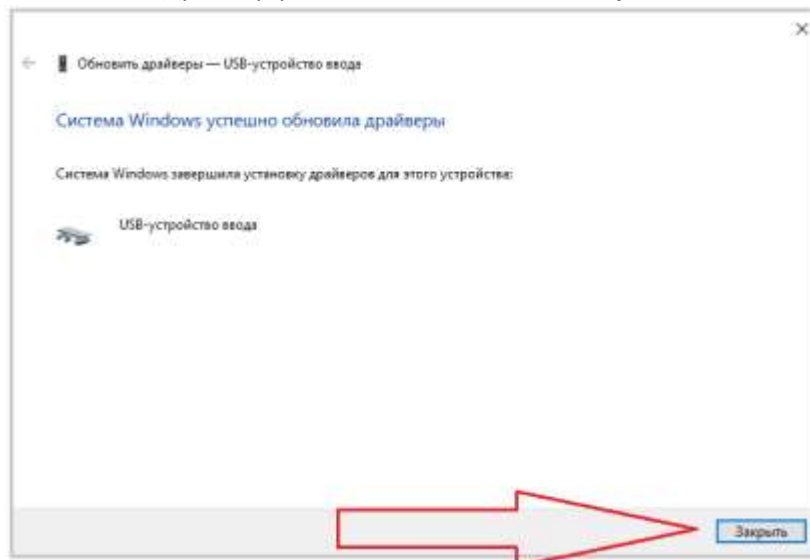 Обновить драйверы — USB-устройство ввода
Система Windows успешно обновила драйверы
Система Windows завершила установку драйверов для этого устройства:
USB-устройство ввода
Закрыть